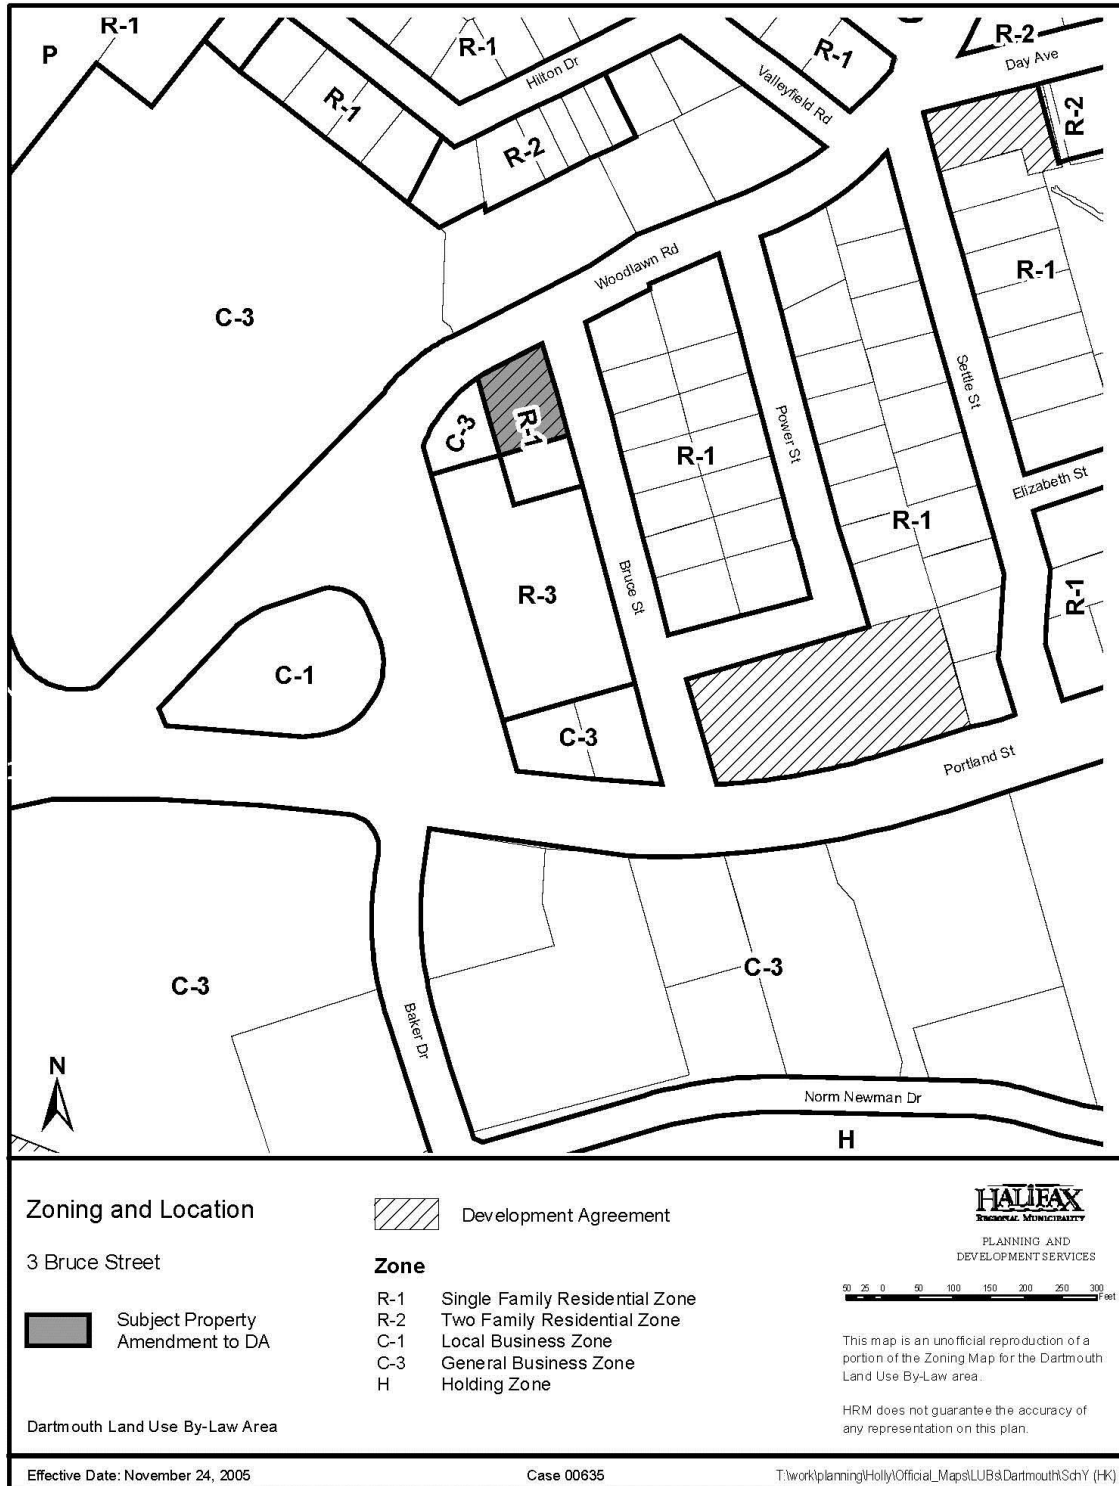 R-1
P
R-1
Hilton Dr
R-1
R-2
Day Ave
Valleyfield Rd
R-1
R-2
R-2
Woodlawn Rd
R-1
C-3
Settle St
C-3
R-1
R-1
Power St
Elizabeth St
R-1
R-3
Bruce St
R-1
C-1
C-3
Portland St
C-3
C-3
Baker Dr
N
Norm Newman Dr
H
Zoning and Location
3 Bruce Street
Subject Property
Amendment to DA
Dartmouth Land Use By-Law Area
Development Agreement
Zone
R-1 Single Family Residential Zone
R-2 Two Family Residential Zone
C-1 Local Business Zone
C-3 General Business Zone
H Holding Zone
HALIFAX
REGIONAL MUNICIPALITY
PLANNING AND
DEVELOPMENT SERVICES
50 25 0 50 100 150 200 250 300
Feet
This map is an unofficial reproduction of a
portion of the Zoning Map for the Dartmouth
Land Use By-Law area.
HRM does not guarantee the accuracy of
any representation on this plan.
Effective Date: November 24, 2005
Case 00635
T:\work\planning\Holly\Official_Maps\LUBs\Dartmouth\SchY (HK)